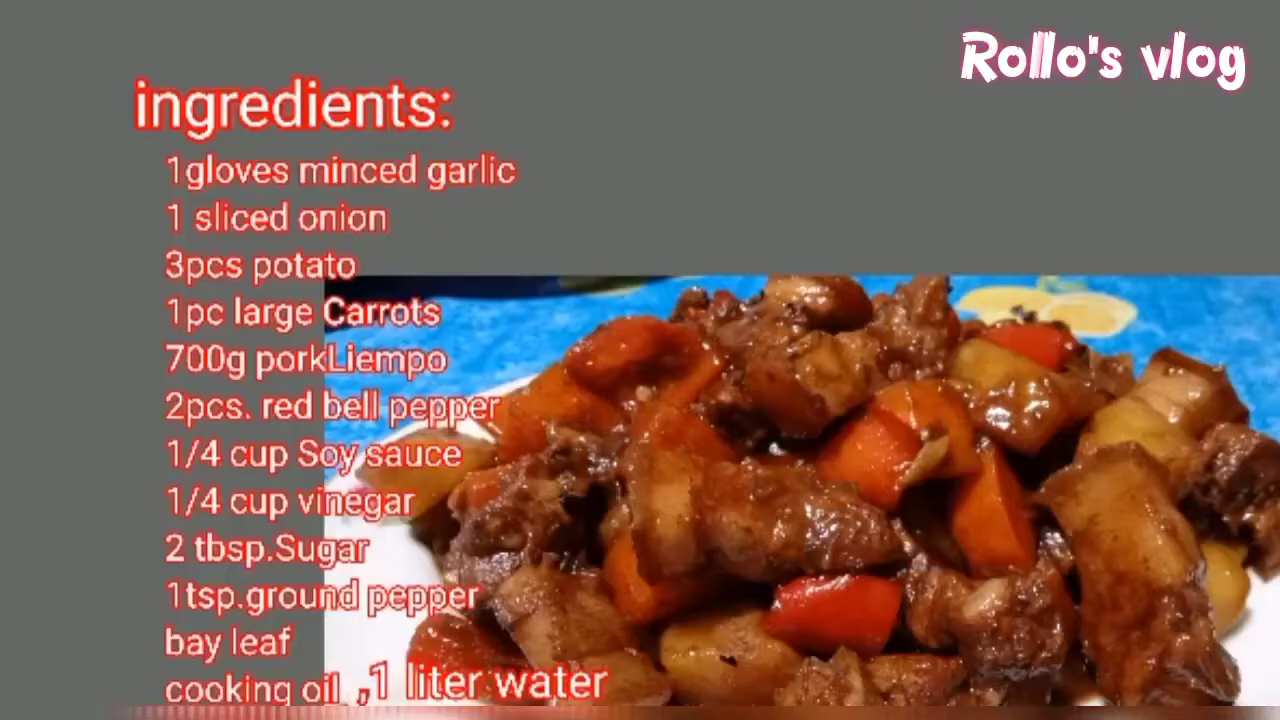 Rollo's vlog
ingredients:
1gloves minced garlic
1 sliced onion
3pcs potato
1pc large Carrots
700g porkLiempo
2pcs. red bell pepper
1/4 cup Soy sauce
1/4 cup vinegar
2 tbsp.Sugar
1tsp.ground pepper
bay leaf
cooking oil ,1 liter water